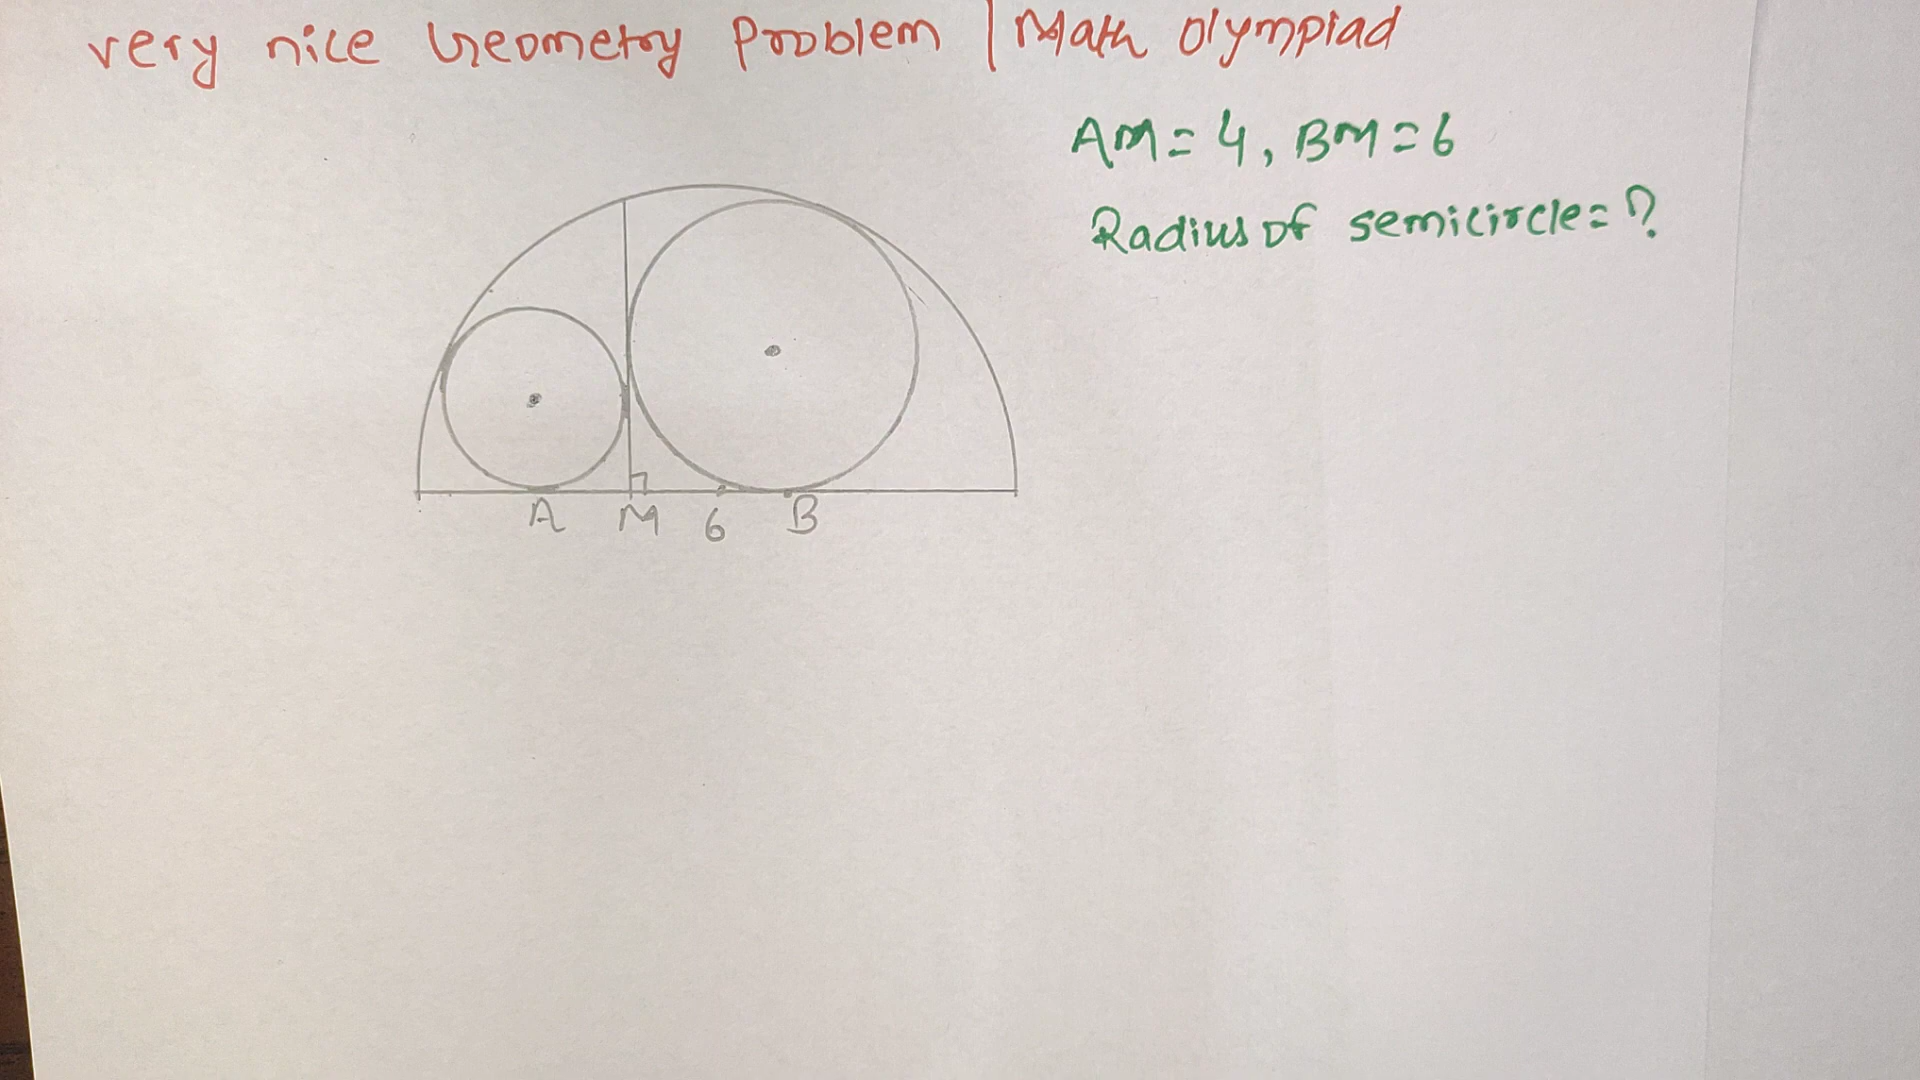 very nice Geometry Problem | Math Olympiad
AM = 4, BM = 6
Radius of semicircle = ?
A M 6 B